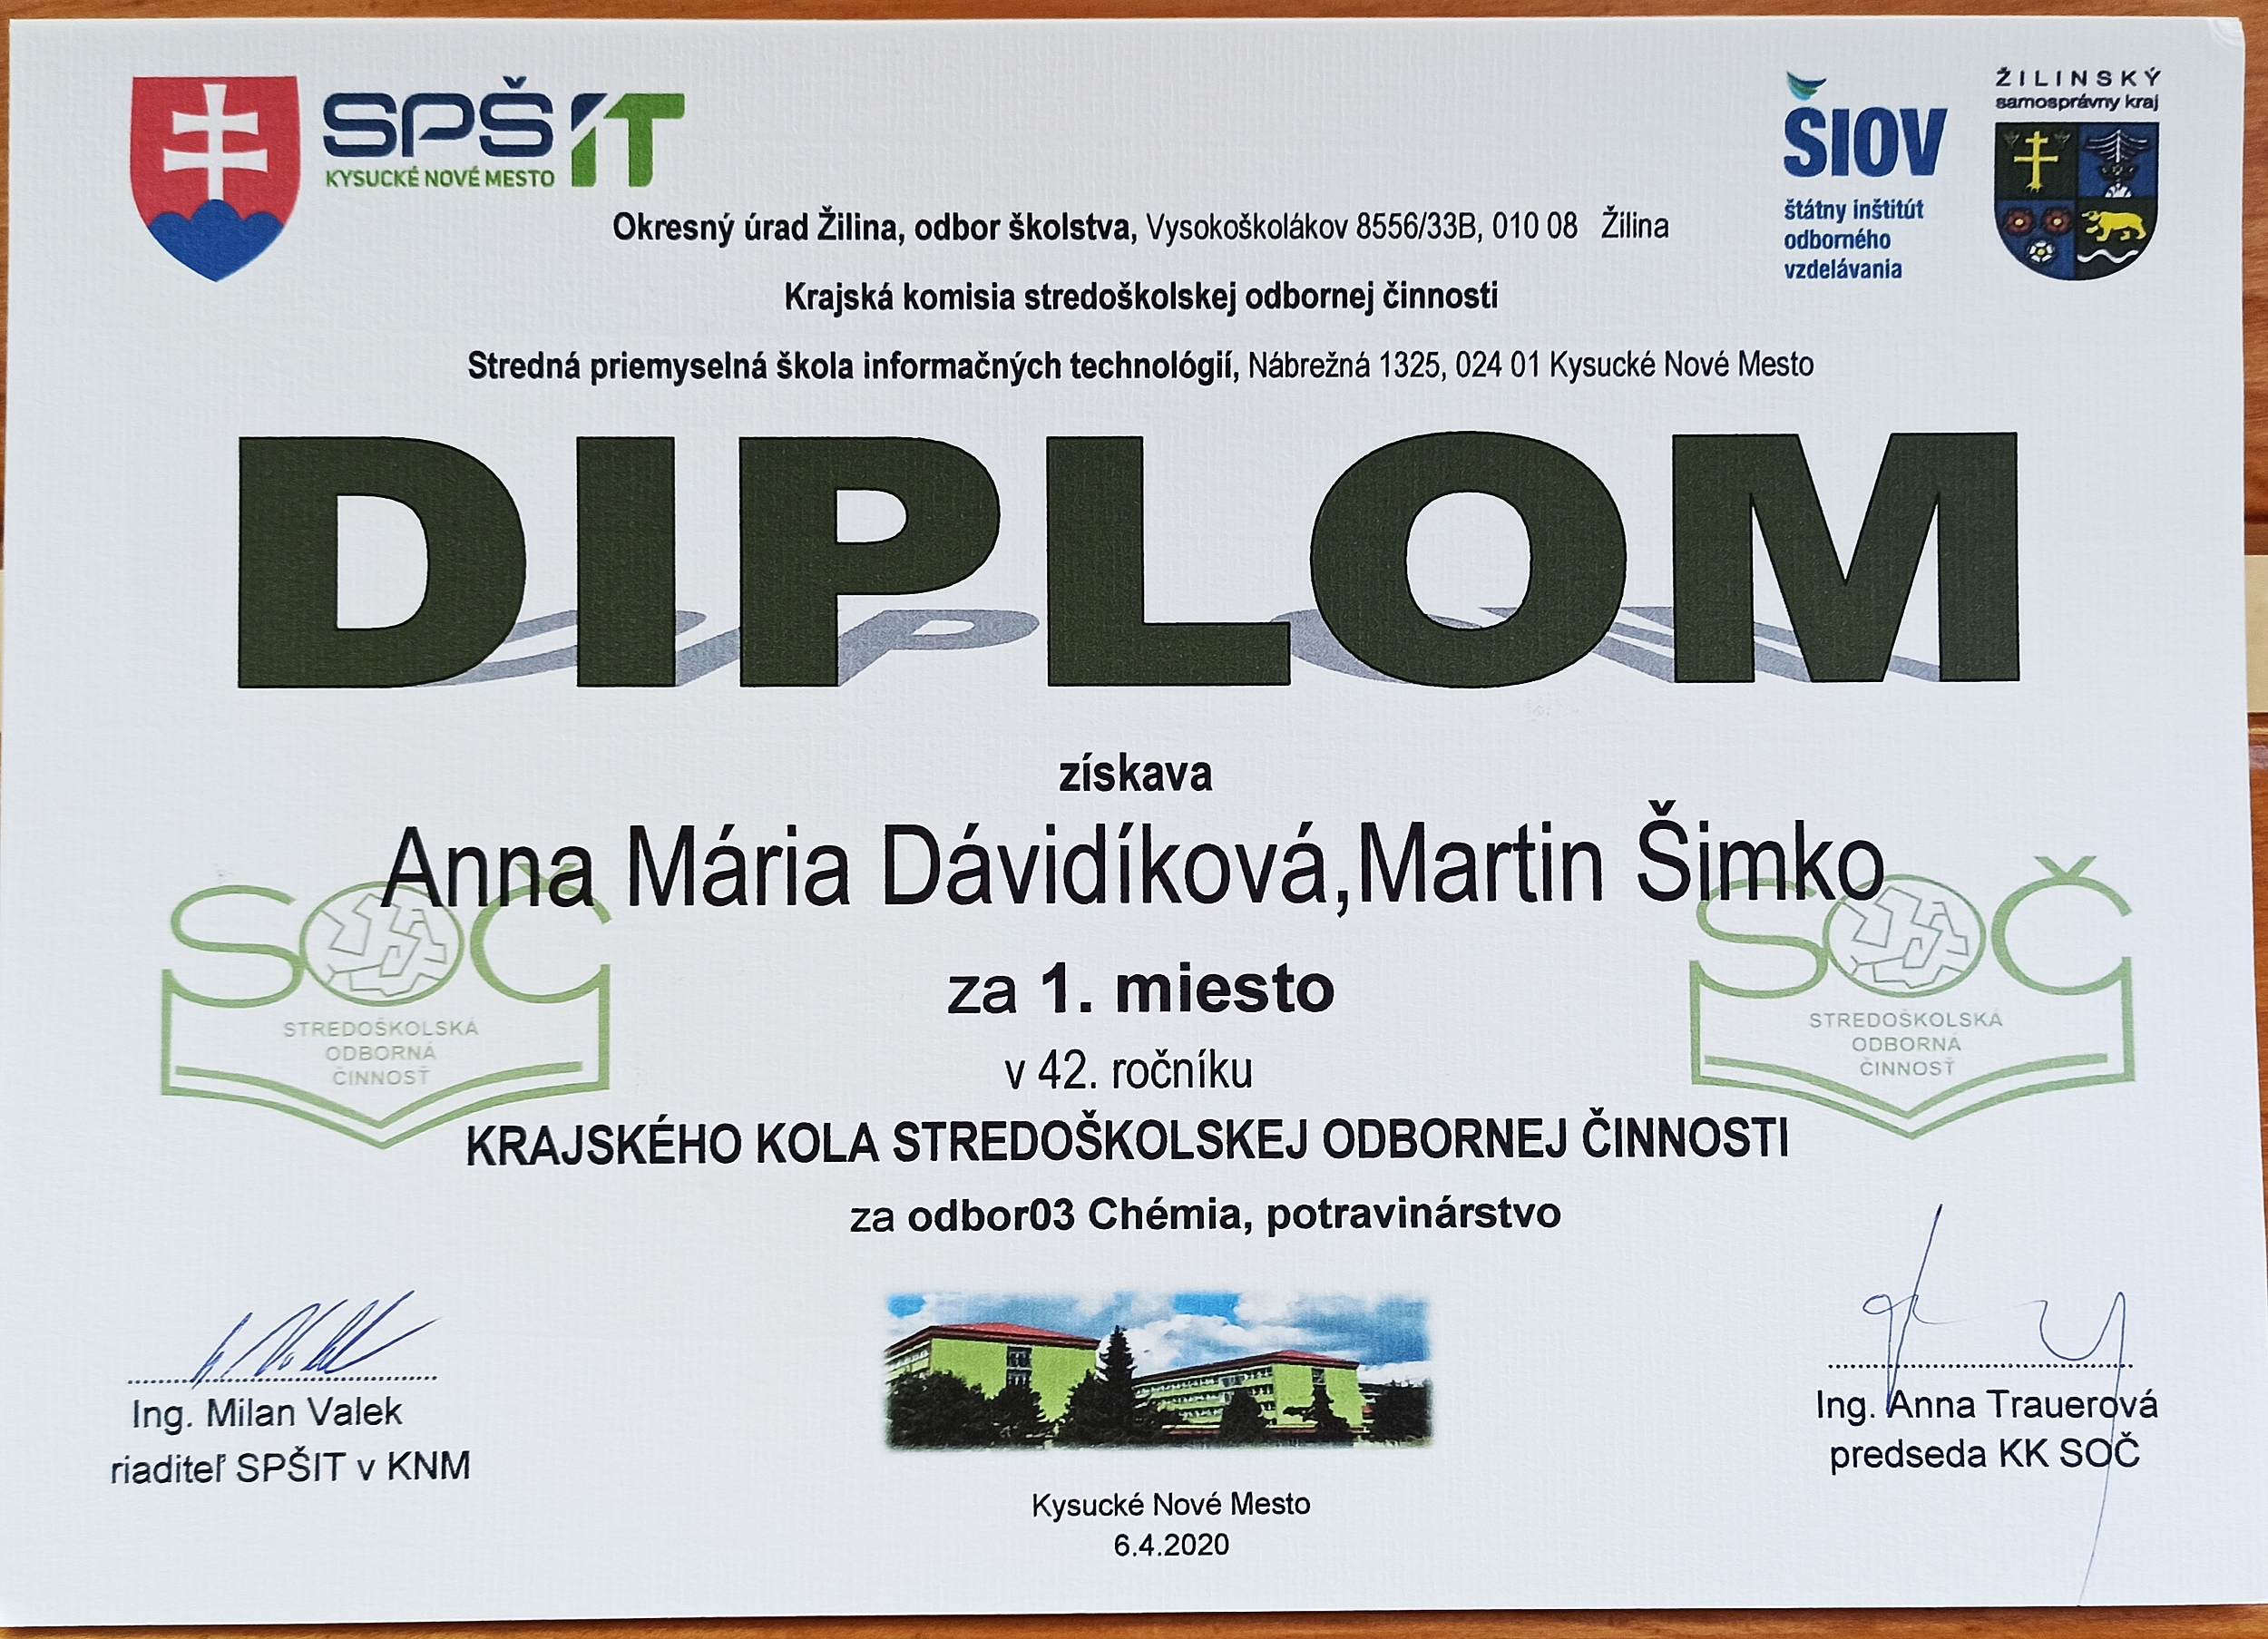 SPŠ IT
KYSUCKÉ NOVÉ MESTO
ŠIOV
štátny inštitút
odborného
vzdelávania
ŽILINSKÝ
samosprávny kraj
Okresný úrad Žilina, odbor školstva, Vysokoškolákov 8556/33B, 010 08 Žilina
Krajská komisia stredoškolskej odbornej činnosti
Stredná priemyselná škola informačných technológií, Nábrežná 1325, 024 01 Kysucké Nové Mesto
DIPLOM
získava
Anna Mária Dávidíková,Martin Šimko
za 1. miesto
v 42. ročníku
KRAJSKÉHO KOLA STREDOŠKOLSKEJ ODBORNEJ ČINNOSTI
za odbor03 Chémia, potravinárstvo
SOČ
STREDOŠKOLSKÁ
ODBORNÁ
ČINNOSŤ
SOČ
STREDOŠKOLSKÁ
ODBORNÁ
ČINNOSŤ
Ing. Milan Valek
riaditeľ SPŠIT v KNM
Ing. Anna Trauerová
predseda KK SOČ
Kysucké Nové Mesto
6.4.2020